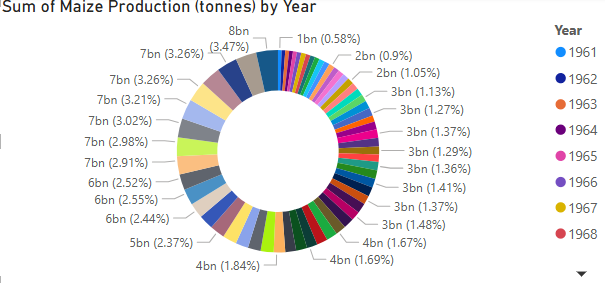 Sum of Maize Production (tonnes) by Year
8bn
(3.47%)
1bn (0.58%)
2bn (0.9%)
2bn (1.05%)
3bn (1.13%)
3bn (1.27%)
3bn (1.37%)
3bn (1.29%)
3bn (1.36%)
3bn (1.41%)
3bn (1.37%)
3bn (1.48%)
4bn (1.67%)
4bn (1.69%)
4bn (1.84%)
5bn (2.37%)
6bn (2.44%)
6bn (2.55%)
6bn (2.52%)
7bn (2.91%)
7bn (2.98%)
7bn (3.02%)
7bn (3.21%)
7bn (3.26%)
7bn (3.26%)
Year
1961
1962
1963
1964
1965
1966
1967
1968